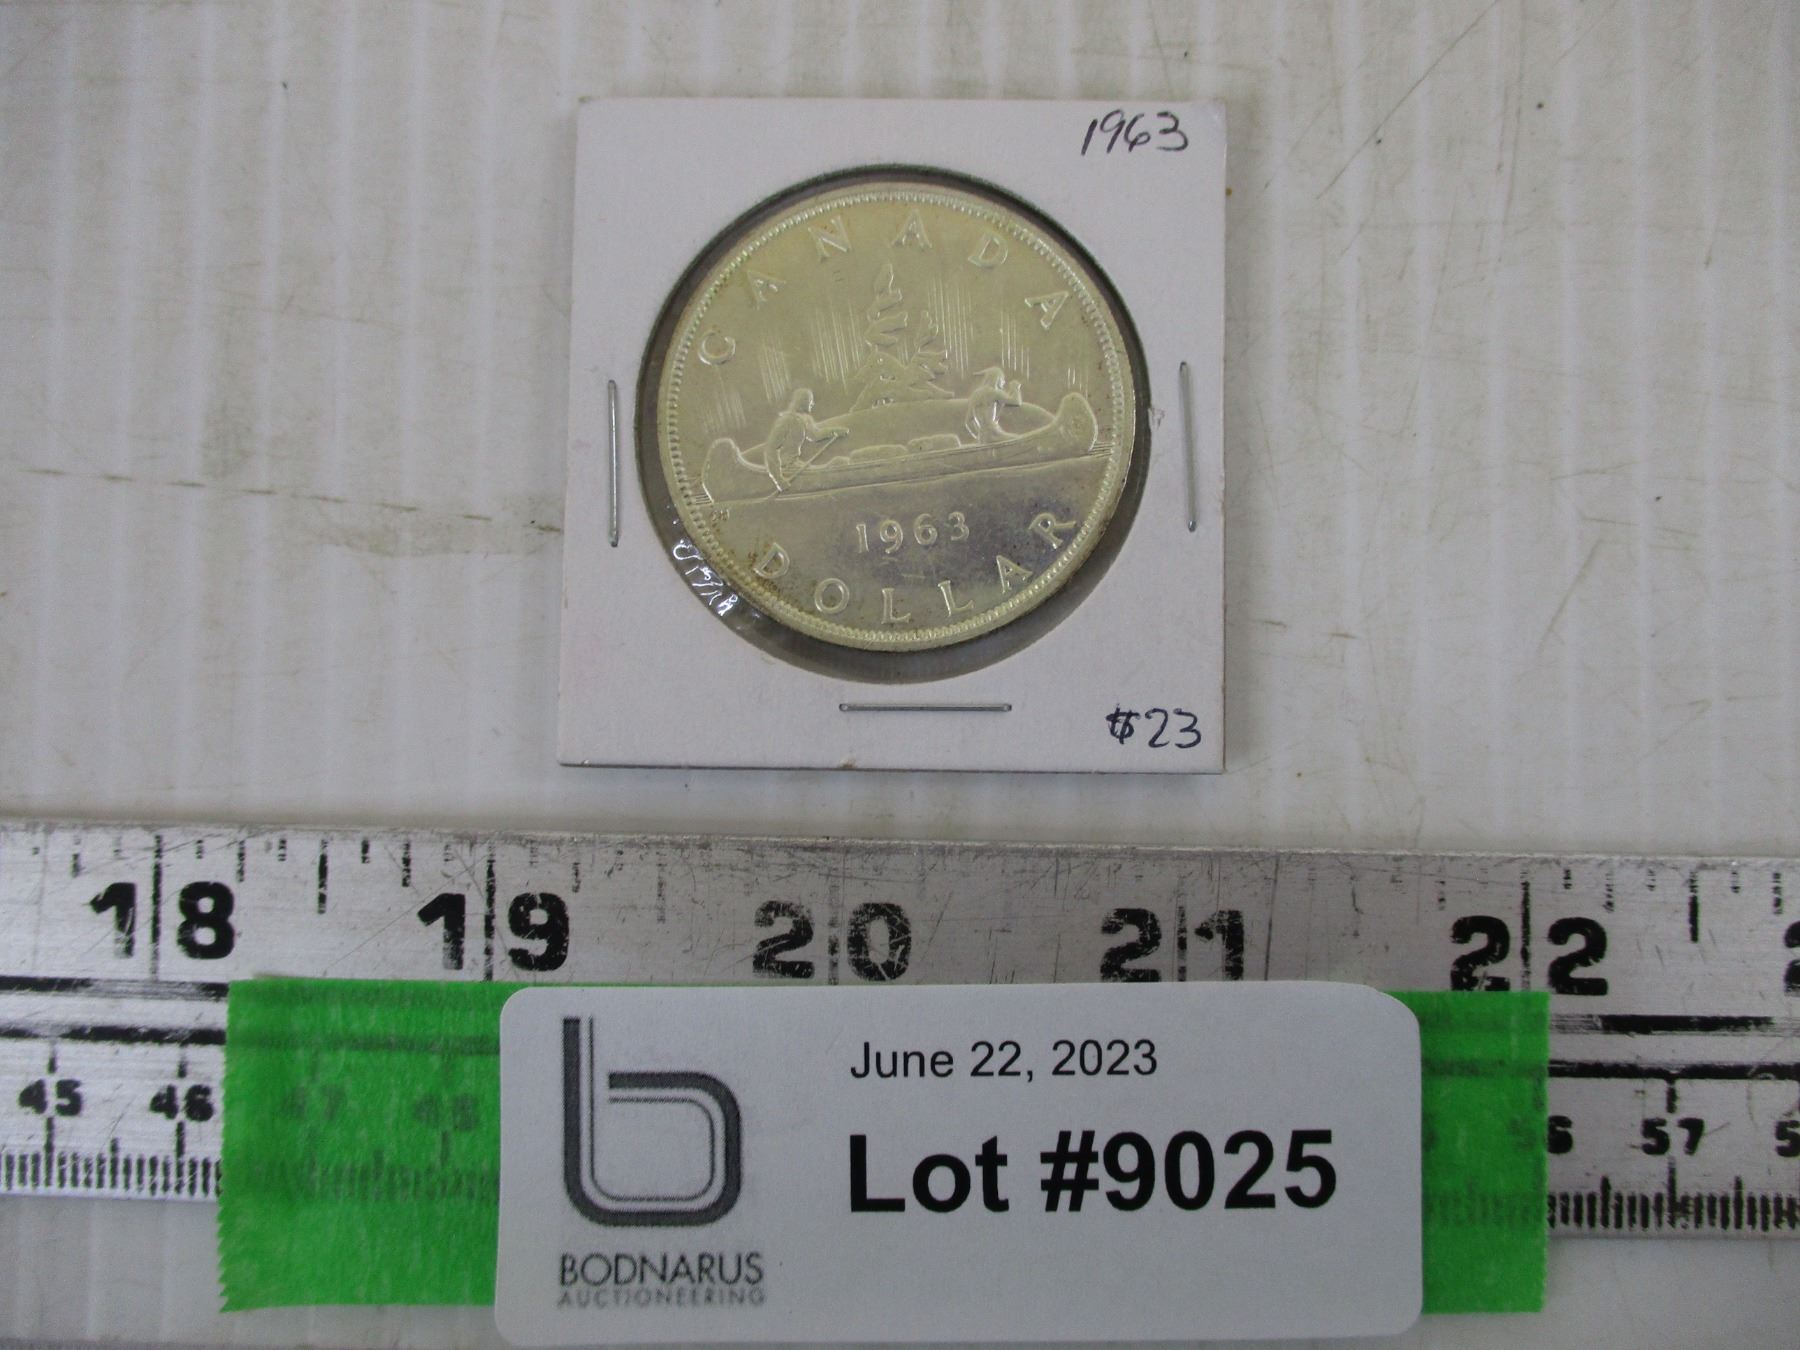 1963
CANADA
1963
DOLLAR
$23
18 19 20 21 22
45 46 47 48 56 57
June 22, 2023
Lot #9025
BODNARUS
AUCTIONEERING